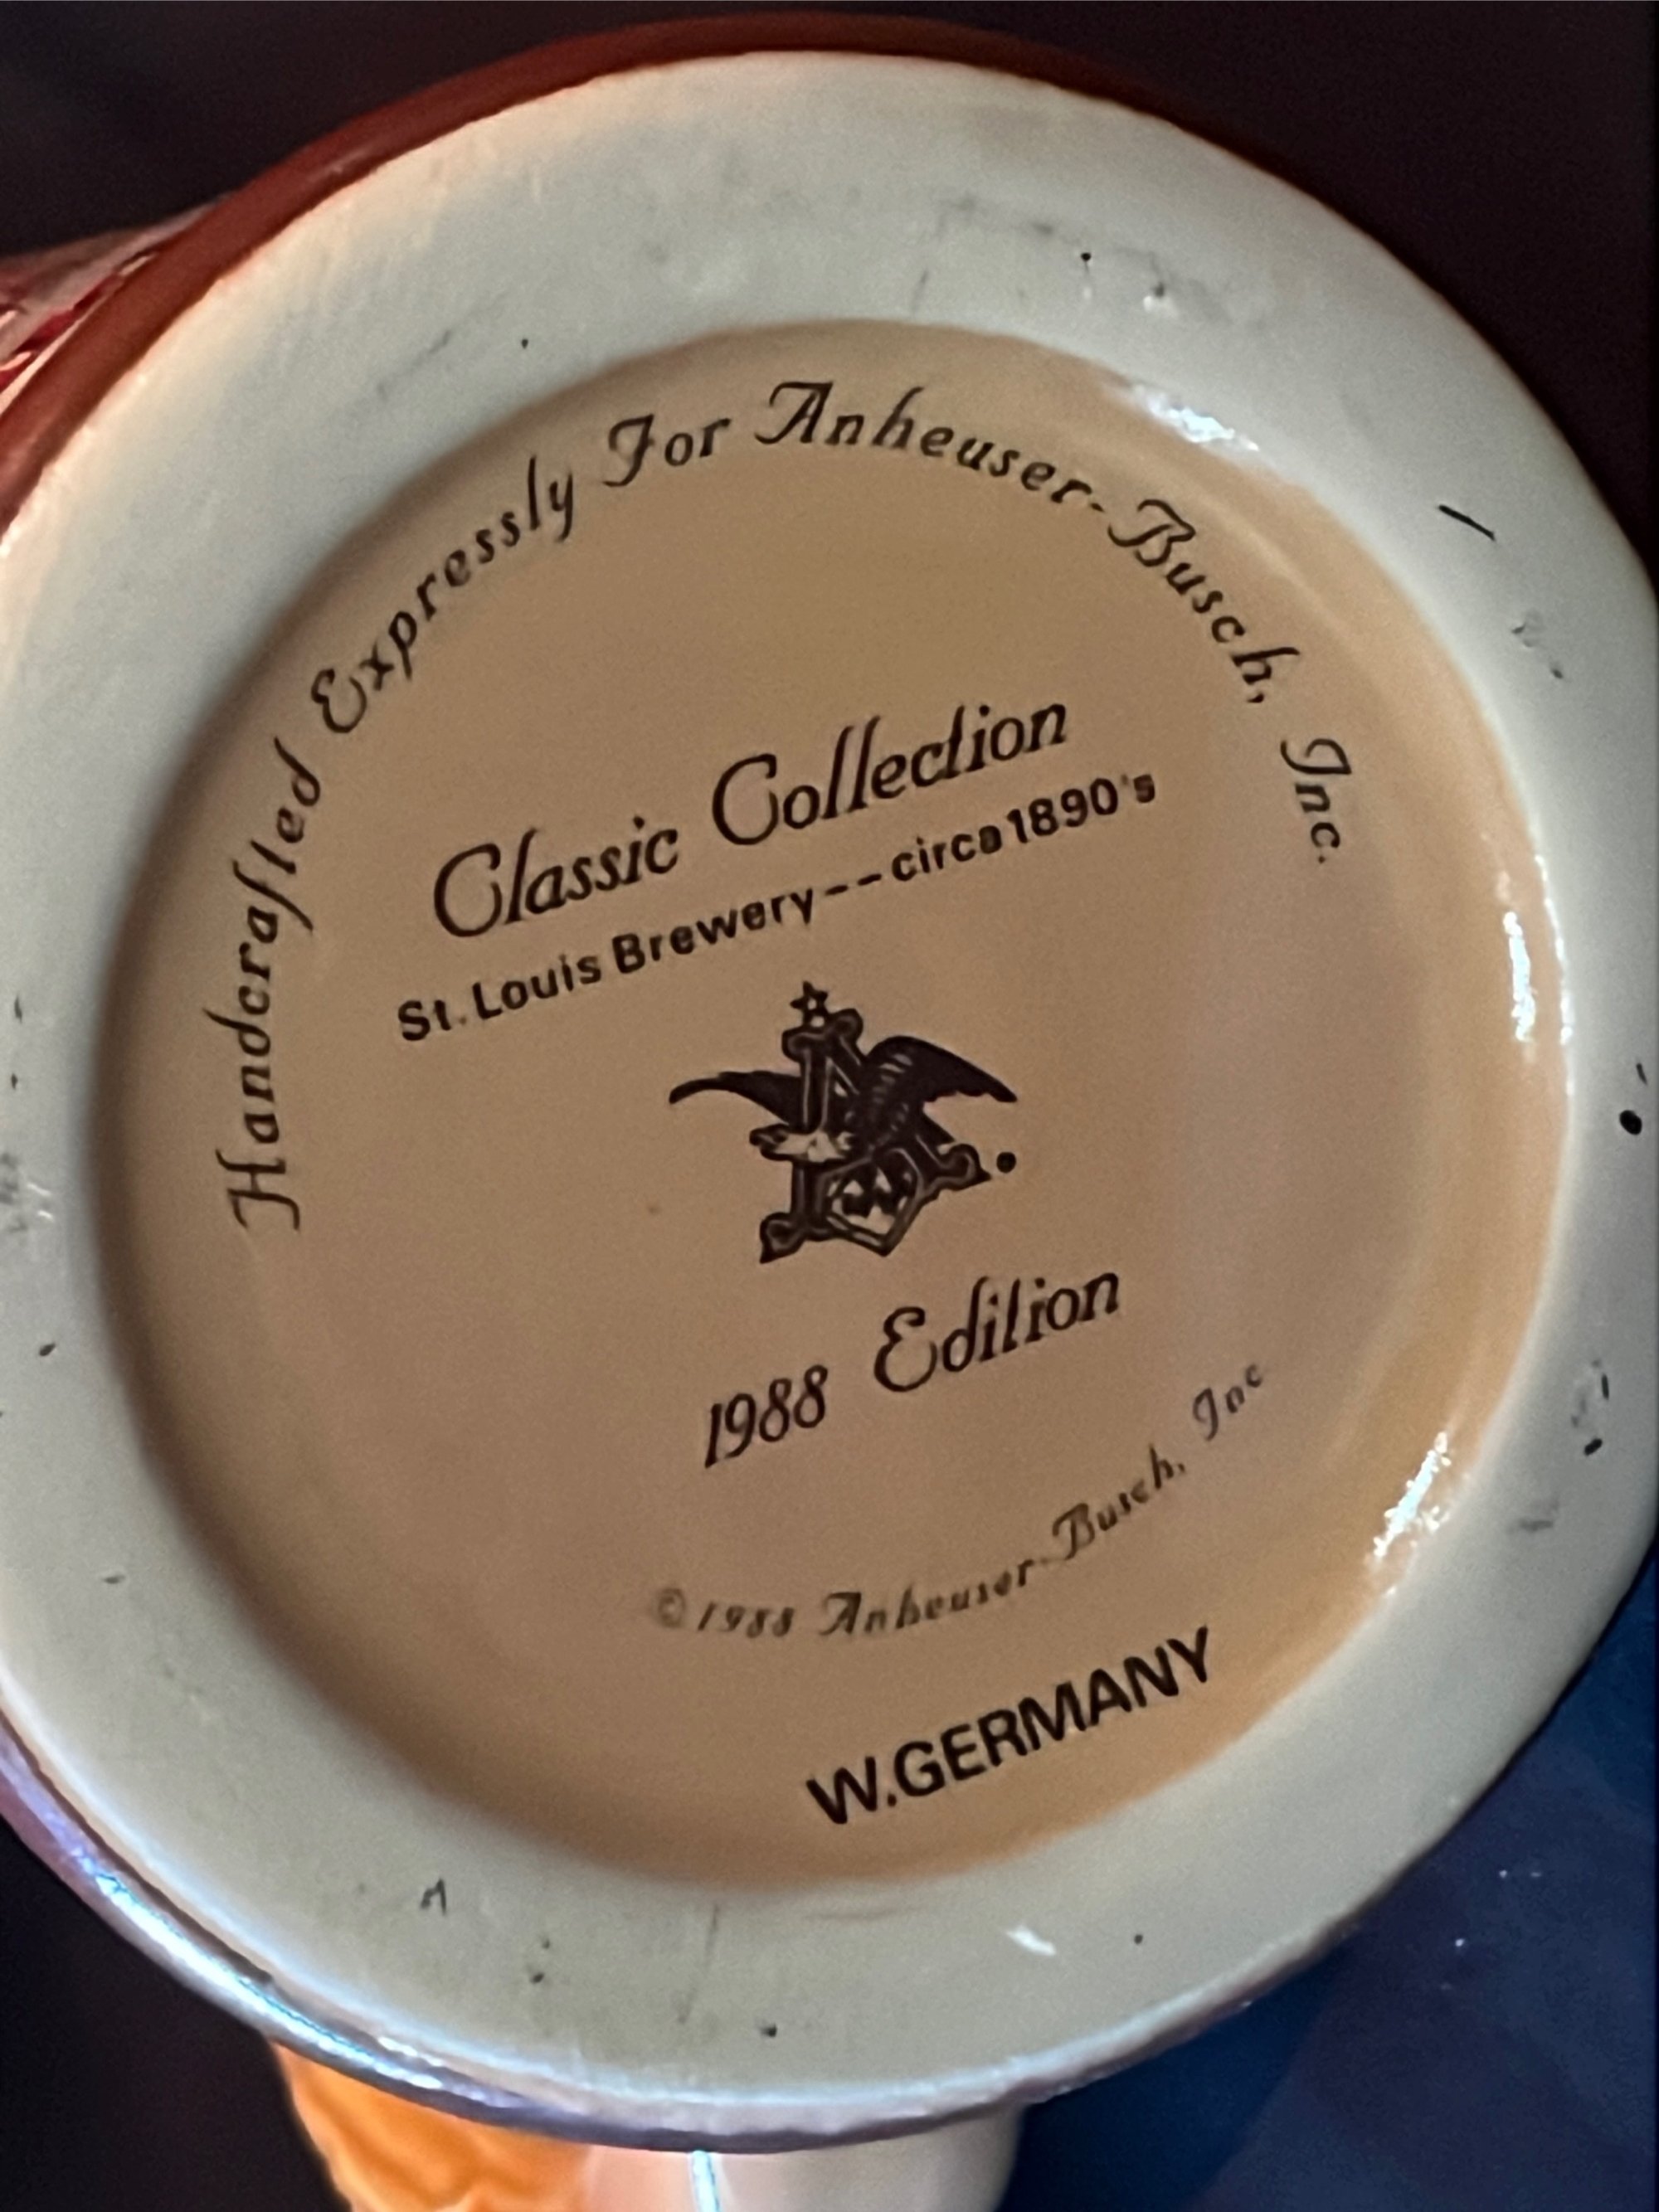 Handcrafted Expressly For Anheuser-Busch, Inc.
Classic Collection
St. Louis Brewery--circa 1890's
A
1988 Edition
© 1988 Anheuser-Busch, Inc
W.GERMANY